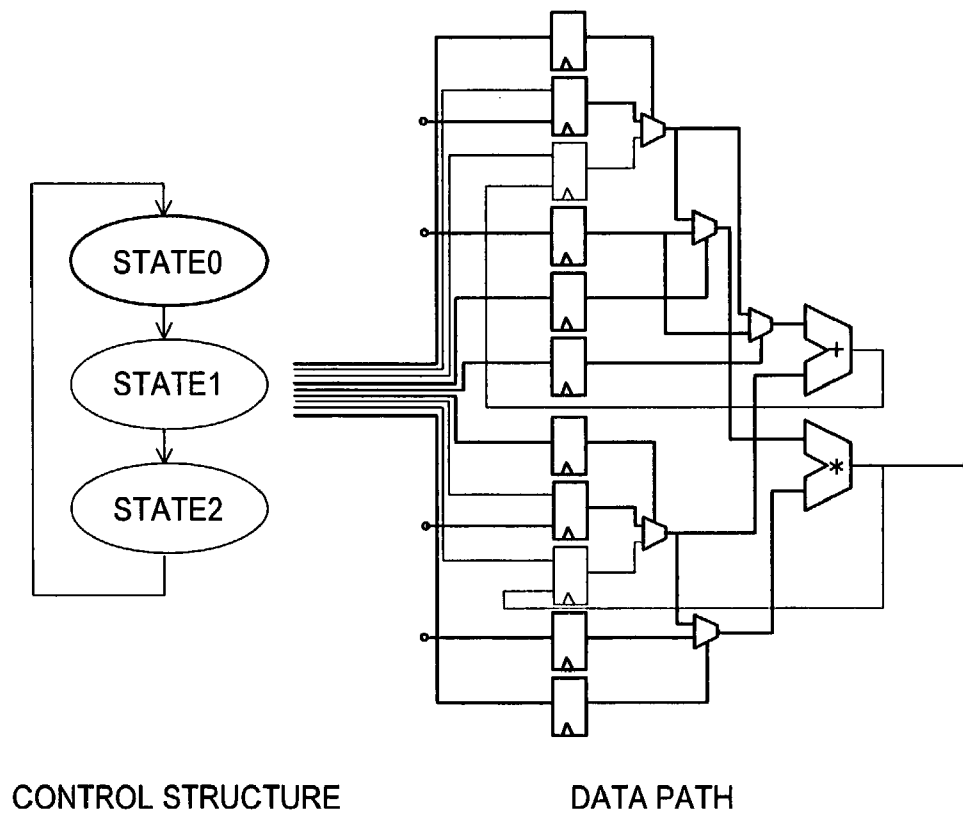 STATE0
STATE1
STATE2
+
*
CONTROL STRUCTURE
DATA PATH